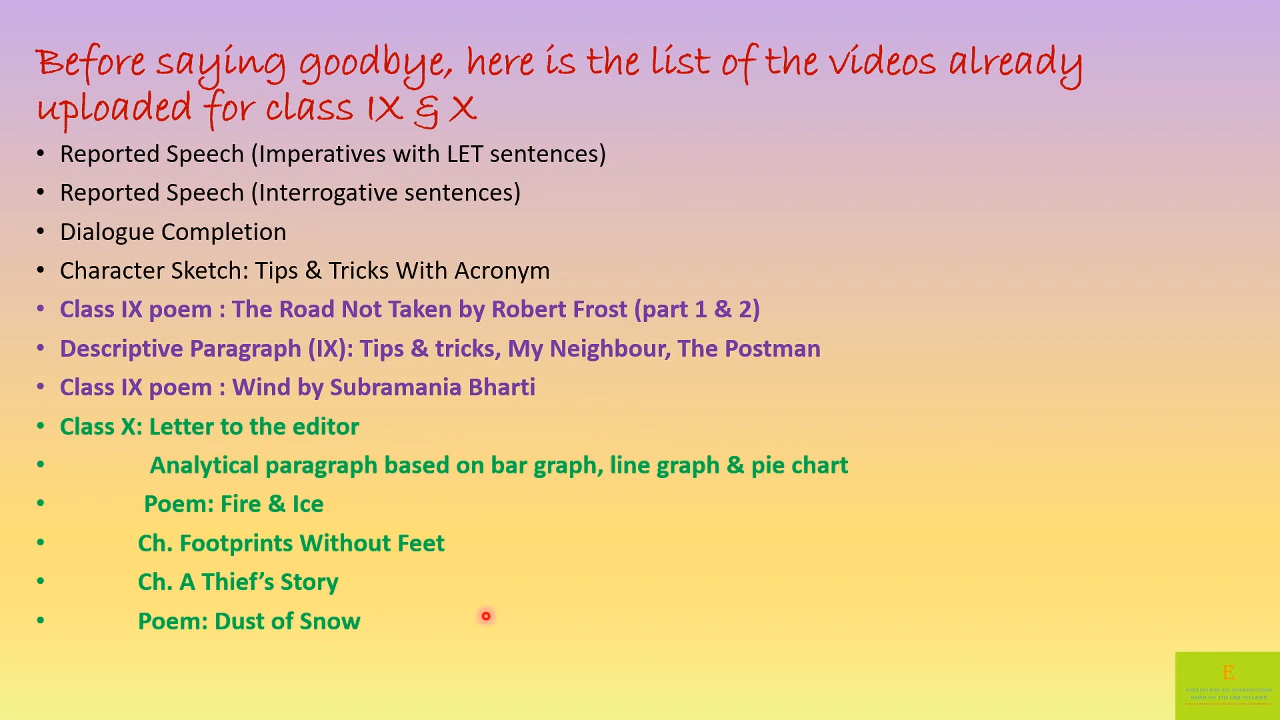 Before saying goodbye, here is the list of the videos already
uploaded for class IX & X
• Reported Speech (Imperatives with LET sentences)
• Reported Speech (Interrogative sentences)
• Dialogue Completion
• Character Sketch: Tips & Tricks With Acronym
• Class IX poem : The Road Not Taken by Robert Frost (part 1 & 2)
• Descriptive Paragraph (IX): Tips & tricks, My Neighbour, The Postman
• Class IX poem : Wind by Subramania Bharti
• Class X: Letter to the editor
• Analytical paragraph based on bar graph, line graph & pie chart
• Poem: Fire & Ice
• Ch. Footprints Without Feet
• Ch. A Thief’s Story
• Poem: Dust of Snow
E